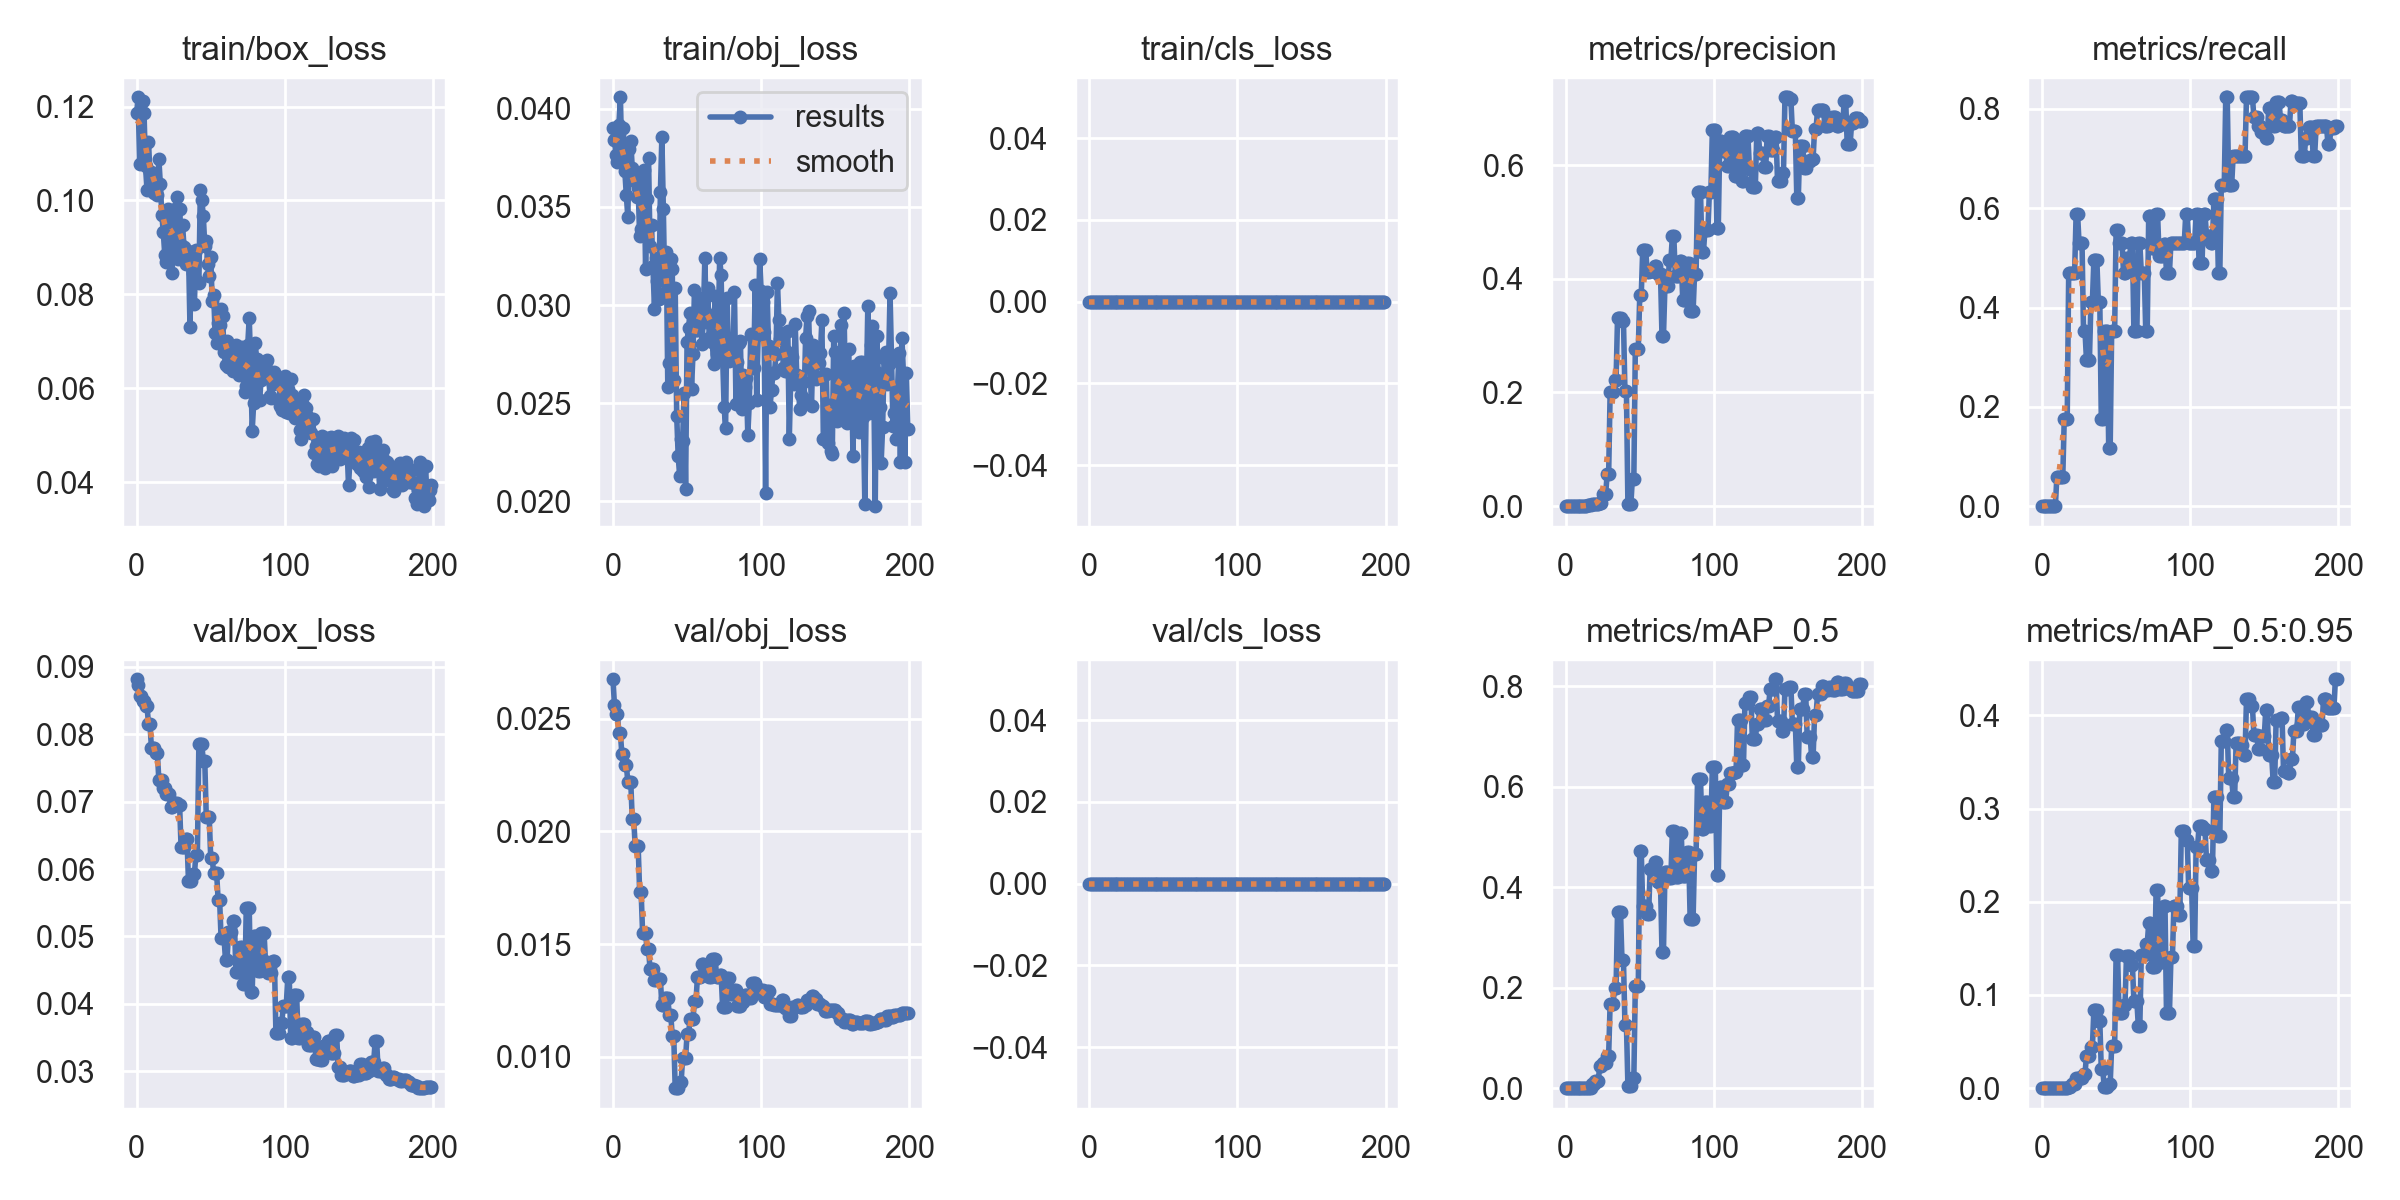 train/box_loss
0.12
0.10
0.08
0.06
0.04
0 100 200
train/obj_loss
results
smooth
0.040
0.035
0.030
0.025
0.020
0 100 200
train/cls_loss
0.04
0.02
0.00
−0.02
−0.04
0 100 200
metrics/precision
0.6
0.4
0.2
0.0
0 100 200
metrics/recall
0.8
0.6
0.4
0.2
0.0
0 100 200
val/box_loss
0.09
0.08
0.07
0.06
0.05
0.04
0.03
0 100 200
val/obj_loss
0.025
0.020
0.015
0.010
0 100 200
val/cls_loss
0.04
0.02
0.00
−0.02
−0.04
0 100 200
metrics/mAP_0.5
0.8
0.6
0.4
0.2
0.0
0 100 200
metrics/mAP_0.5:0.95
0.4
0.3
0.2
0.1
0.0
0 100 200